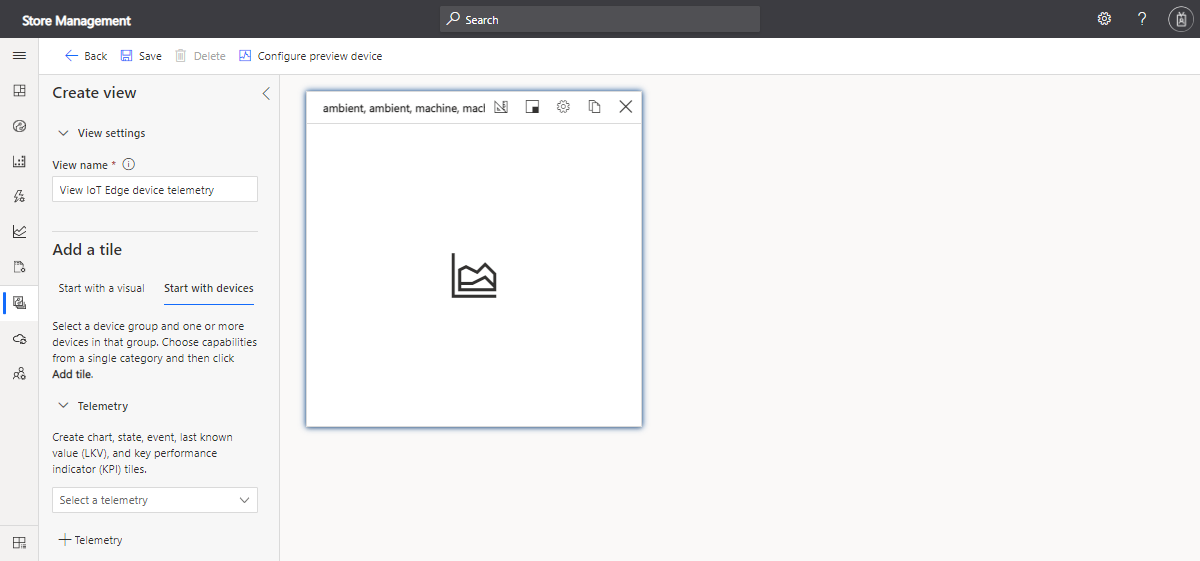 Store Management
Search
?
Back
Save
Delete
Configure preview device
Create view
View settings
View name *
View IoT Edge device telemetry
Add a tile
Start with a visual
Start with devices
Select a device group and one or more
devices in that group. Choose capabilities
from a single category and then click
Add tile.
Telemetry
Create chart, state, event, last known
value (LKV), and key performance
indicator (KPI) tiles.
Select a telemetry
Telemetry
ambient, ambient, machine, macl